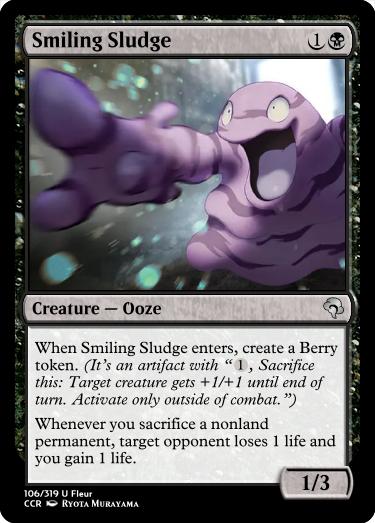 Smiling Sludge 1
Creature — Ooze
When Smiling Sludge enters, create a Berry
token. (It's an artifact with “1, Sacrifice
this: Target creature gets +1/+1 until end of
turn. Activate only outside of combat.”)
Whenever you sacrifice a nonland
permanent, target opponent loses 1 life and
you gain 1 life.
1/3
106/319 U Fleur
CCR Ryota Murayama